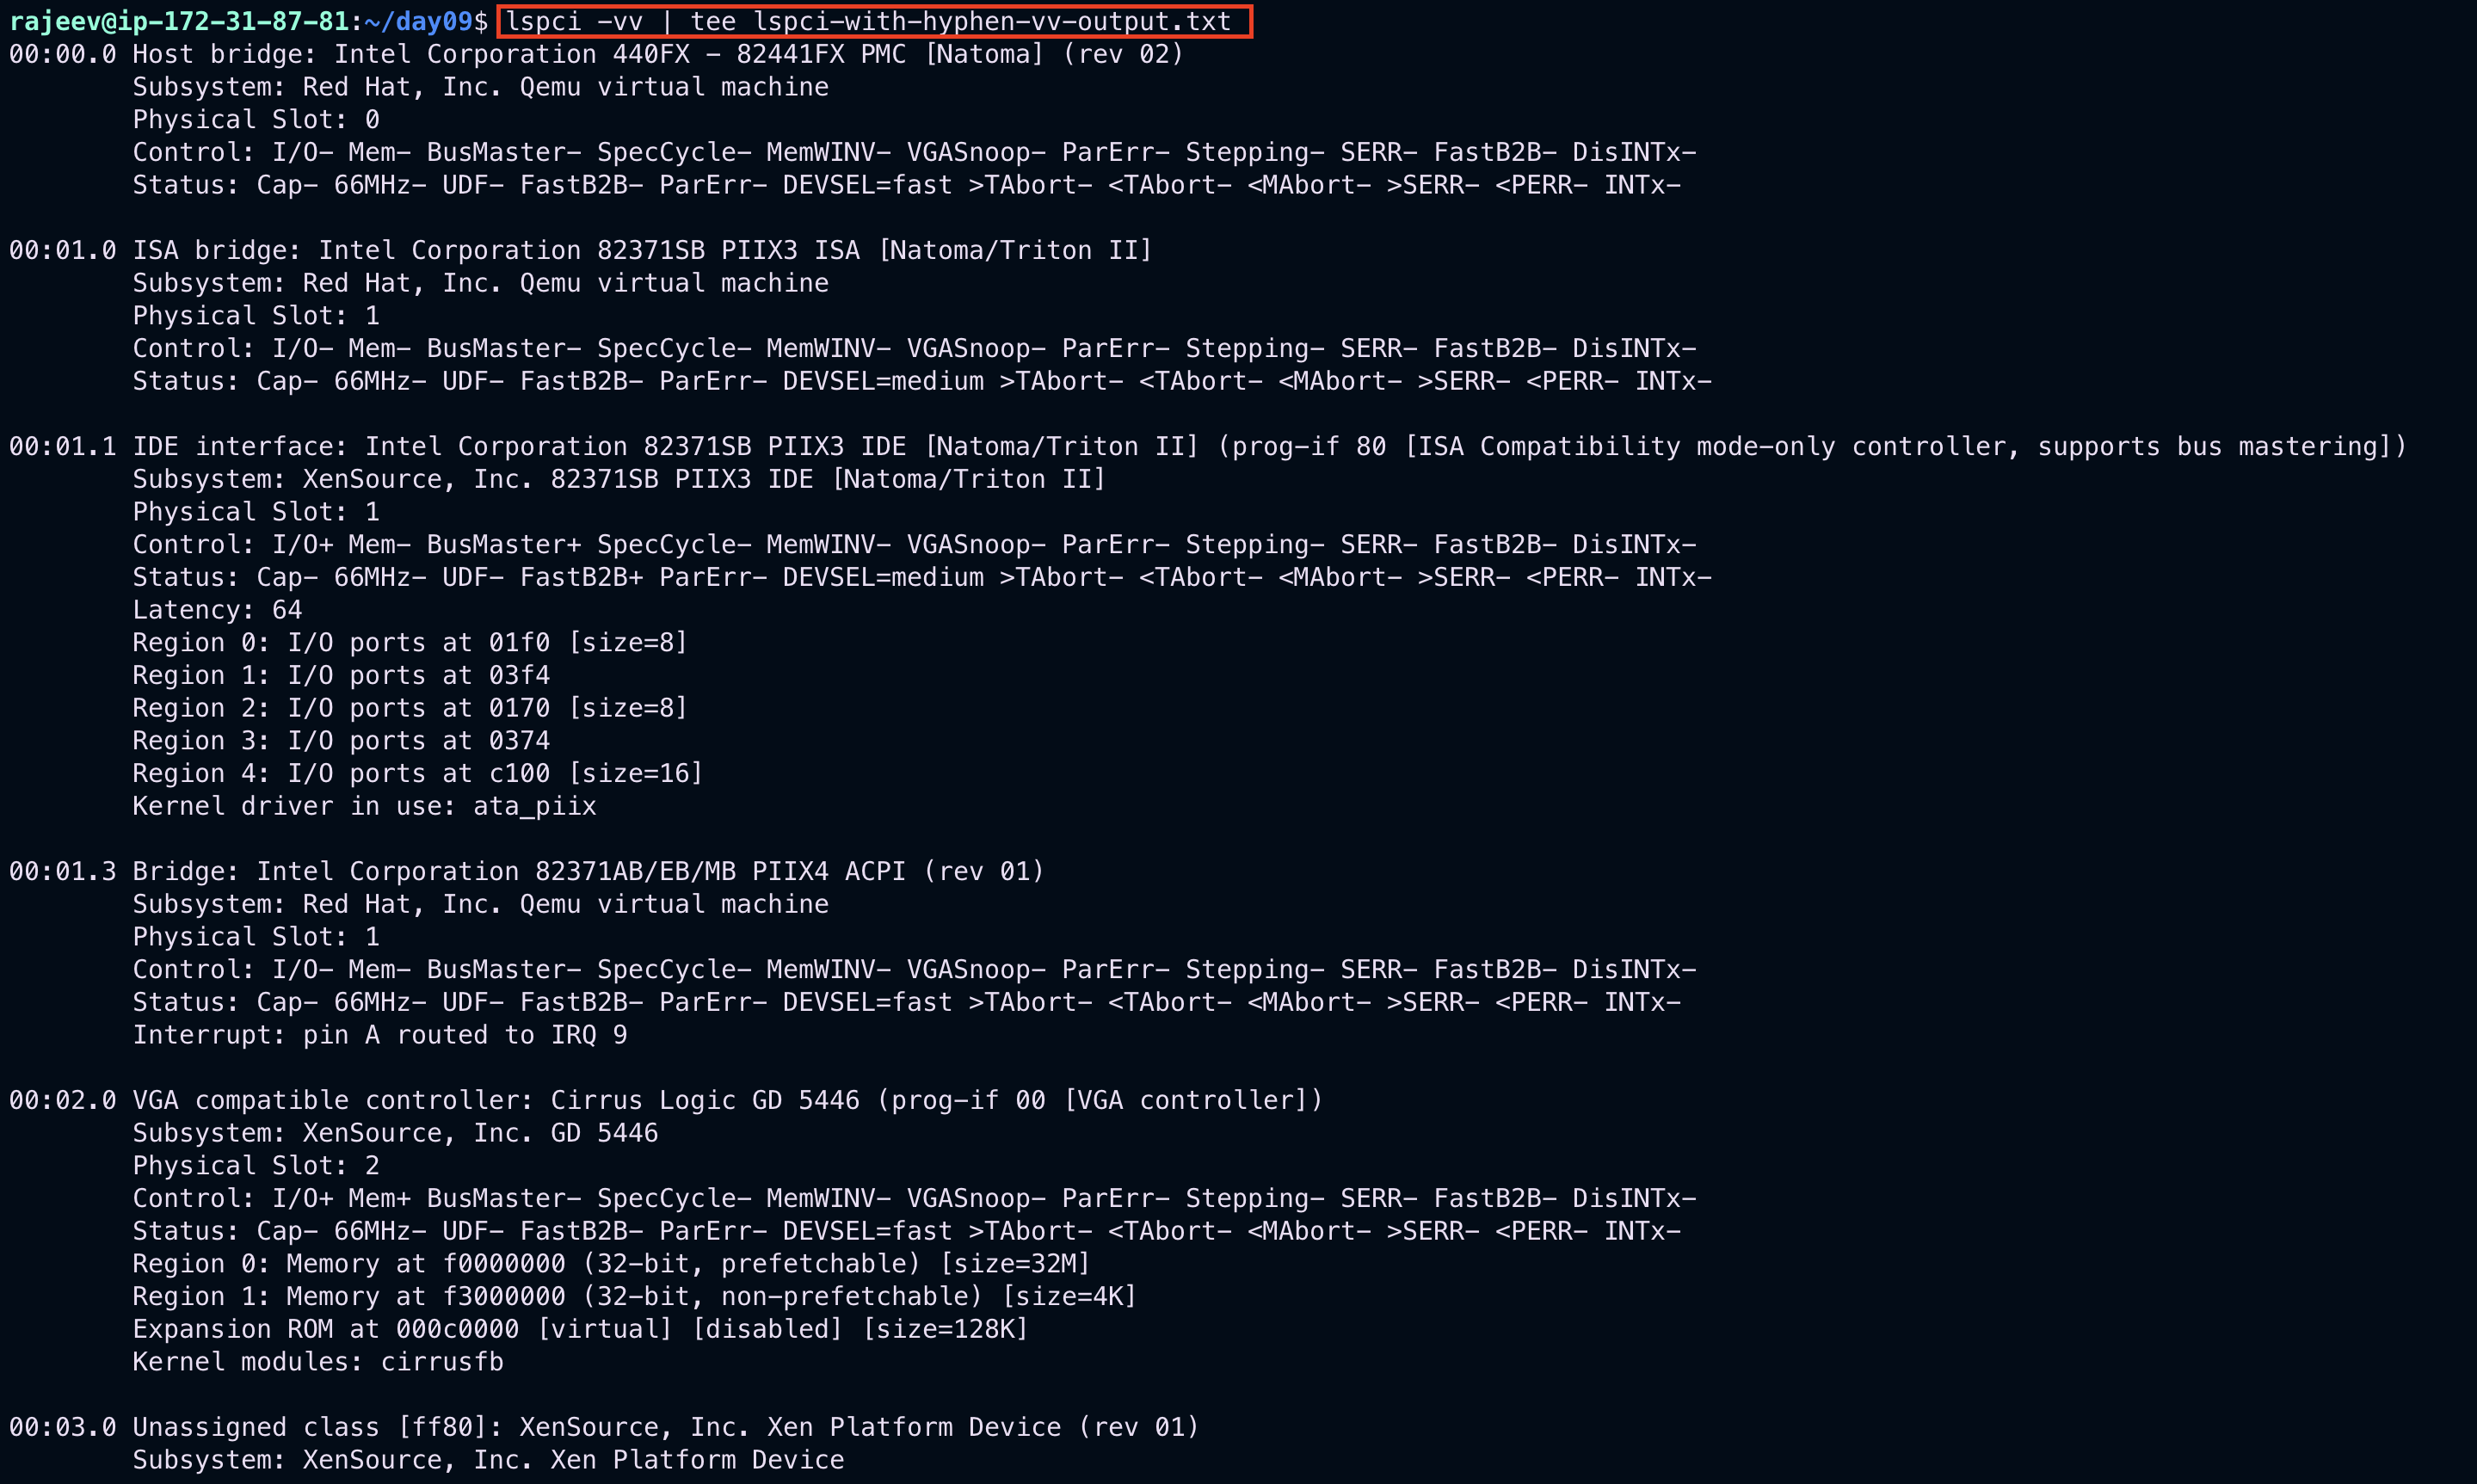 rajeev@ip-172-31-87-81:~/day09$ lspci -vv | tee lspci-with-hyphen-vv-output.txt
00:00.0 Host bridge: Intel Corporation 440FX - 82441FX PMC [Natoma] (rev 02)
        Subsystem: Red Hat, Inc. Qemu virtual machine
        Physical Slot: 0
        Control: I/O- Mem- BusMaster- SpecCycle- MemWINV- VGASnoop- ParErr- Stepping- SERR- FastB2B- DisINTx-
        Status: Cap- 66MHz- UDF- FastB2B- ParErr- DEVSEL=fast >TAbort- <TAbort- <MAbort- >SERR- <PERR- INTx-

00:01.0 ISA bridge: Intel Corporation 82371SB PIIX3 ISA [Natoma/Triton II]
        Subsystem: Red Hat, Inc. Qemu virtual machine
        Physical Slot: 1
        Control: I/O- Mem- BusMaster- SpecCycle- MemWINV- VGASnoop- ParErr- Stepping- SERR- FastB2B- DisINTx-
        Status: Cap- 66MHz- UDF- FastB2B- ParErr- DEVSEL=medium >TAbort- <TAbort- <MAbort- >SERR- <PERR- INTx-

00:01.1 IDE interface: Intel Corporation 82371SB PIIX3 IDE [Natoma/Triton II] (prog-if 80 [ISA Compatibility mode-only controller, supports bus mastering])
        Subsystem: XenSource, Inc. 82371SB PIIX3 IDE [Natoma/Triton II]
        Physical Slot: 1
        Control: I/O+ Mem- BusMaster+ SpecCycle- MemWINV- VGASnoop- ParErr- Stepping- SERR- FastB2B- DisINTx-
        Status: Cap- 66MHz- UDF- FastB2B+ ParErr- DEVSEL=medium >TAbort- <TAbort- <MAbort- >SERR- <PERR- INTx-
        Latency: 64
        Region 0: I/O ports at 01f0 [size=8]
        Region 1: I/O ports at 03f4
        Region 2: I/O ports at 0170 [size=8]
        Region 3: I/O ports at 0374
        Region 4: I/O ports at c100 [size=16]
        Kernel driver in use: ata_piix

00:01.3 Bridge: Intel Corporation 82371AB/EB/MB PIIX4 ACPI (rev 01)
        Subsystem: Red Hat, Inc. Qemu virtual machine
        Physical Slot: 1
        Control: I/O- Mem- BusMaster- SpecCycle- MemWINV- VGASnoop- ParErr- Stepping- SERR- FastB2B- DisINTx-
        Status: Cap- 66MHz- UDF- FastB2B- ParErr- DEVSEL=fast >TAbort- <TAbort- <MAbort- >SERR- <PERR- INTx-
        Interrupt: pin A routed to IRQ 9

00:02.0 VGA compatible controller: Cirrus Logic GD 5446 (prog-if 00 [VGA controller])
        Subsystem: XenSource, Inc. GD 5446
        Physical Slot: 2
        Control: I/O+ Mem+ BusMaster- SpecCycle- MemWINV- VGASnoop- ParErr- Stepping- SERR- FastB2B- DisINTx-
        Status: Cap- 66MHz- UDF- FastB2B- ParErr- DEVSEL=fast >TAbort- <TAbort- <MAbort- >SERR- <PERR- INTx-
        Region 0: Memory at f0000000 (32-bit, prefetchable) [size=32M]
        Region 1: Memory at f3000000 (32-bit, non-prefetchable) [size=4K]
        Expansion ROM at 000c0000 [virtual] [disabled] [size=128K]
        Kernel modules: cirrusfb

00:03.0 Unassigned class [ff80]: XenSource, Inc. Xen Platform Device (rev 01)
        Subsystem: XenSource, Inc. Xen Platform Device